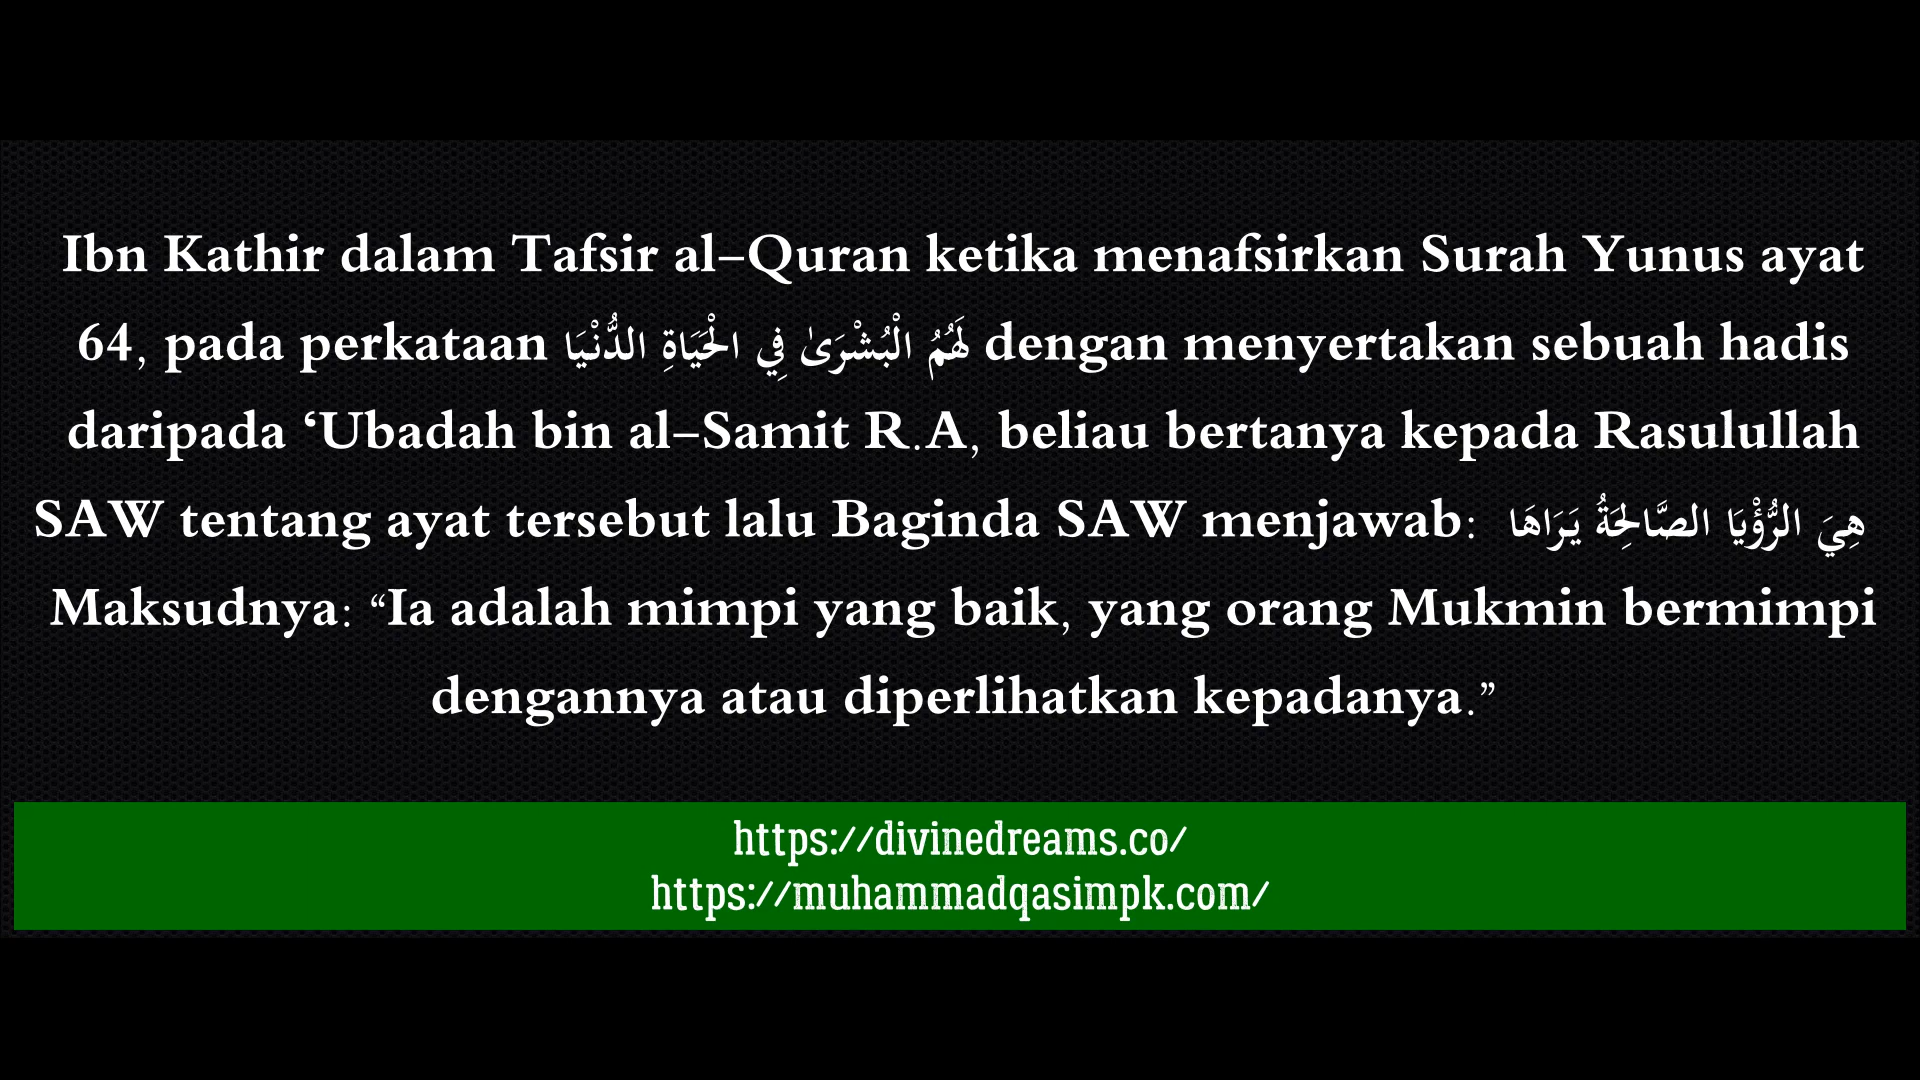 Ibn Kathir dalam Tafsir al-Quran ketika menafsirkan Surah Yunus ayat
64, pada perkataan لَهُمُ الْبُشْرَىٰ فِي الْحَيَاةِ الدُّنْيَا dengan menyertakan sebuah hadis
daripada ‘Ubadah bin al-Samit R.A, beliau bertanya kepada Rasulullah
SAW tentang ayat tersebut lalu Baginda SAW menjawab: هِيَ الرُّؤْيَا الصَّالِحَةُ يَرَاهَا
Maksudnya: “Ia adalah mimpi yang baik, yang orang Mukmin bermimpi
dengannya atau diperlihatkan kepadanya.”
https://divinedreams.co/
https://muhammadqasimpk.com/